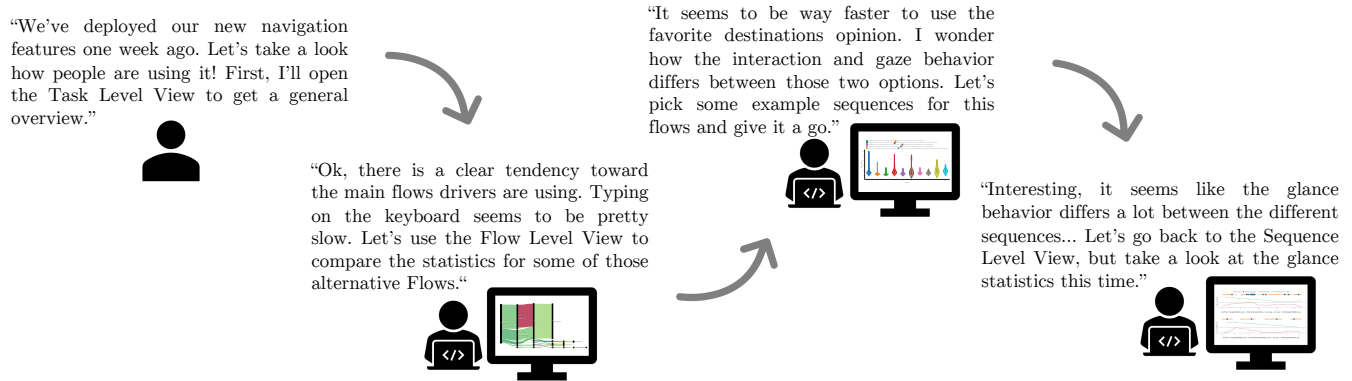 “We’ve deployed our new navigation
features one week ago. Let’s take a look
how people are using it! First, I’ll open
the Task Level View to get a general
overview.”
“Ok, there is a clear tendency toward
the main flows drivers are using. Typing
on the keyboard seems to be pretty
slow. Let’s use the Flow Level View to
compare the statistics for some of those
alternative Flows.“
</>
“It seems to be way faster to use the
favorite destinations opinion. I wonder
how the interaction and gaze behavior
differs between those two options. Let’s
pick some example sequences for this
flows and give it a go.”
</>
“Interesting, it seems like the glance
behavior differs a lot between the different
sequences... Let’s go back to the Sequence
Level View, but take a look at the glance
statistics this time.”
</>